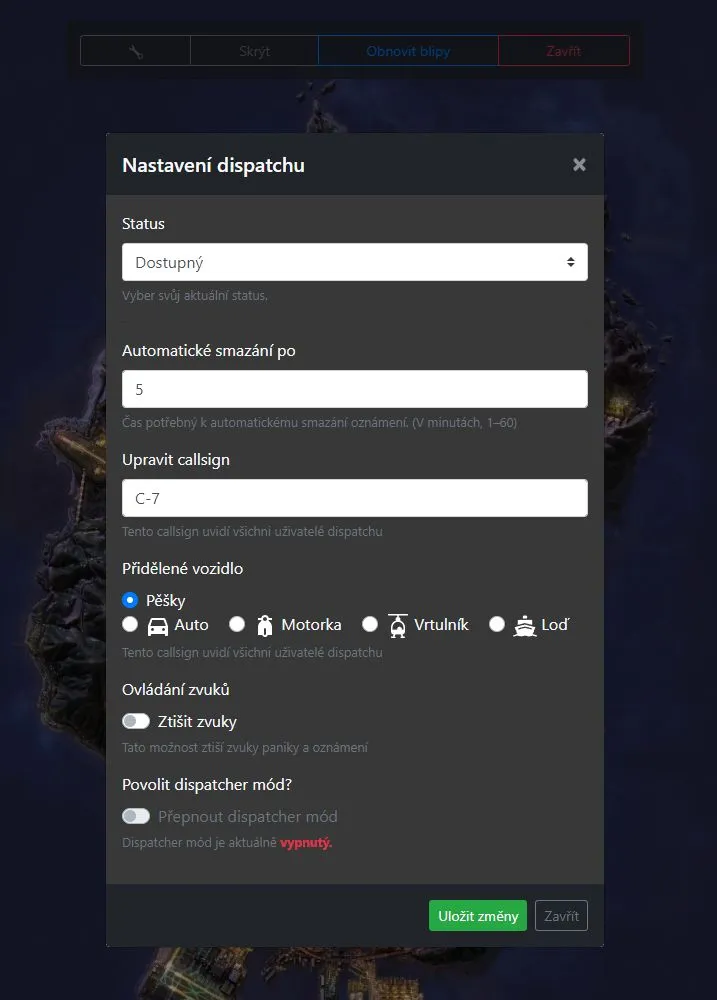 Skrýt Obnovit blipy Zavřít
Nastavení dispatchu ×
Status
Dostupný
Vyber svůj aktuální status.
Automatické smazání po
5
Čas potřebný k automatickému smazání oznámení. (V minutách, 1–60)
Upravit callsign
C-7
Tento callsign uvidí všichni uživatelé dispatchu
Přidělené vozidlo
Pěšky
Auto Motorka Vrtulník Loď
Tento callsign uvidí všichni uživatelé dispatchu
Ovládání zvuků
Ztišit zvuky
Tato možnost ztiší zvuky paniky a oznámení
Povolit dispatcher mód?
Přepnout dispatcher mód
Dispatcher mód je aktuálně vypnutý.
Uložit změny Zavřít